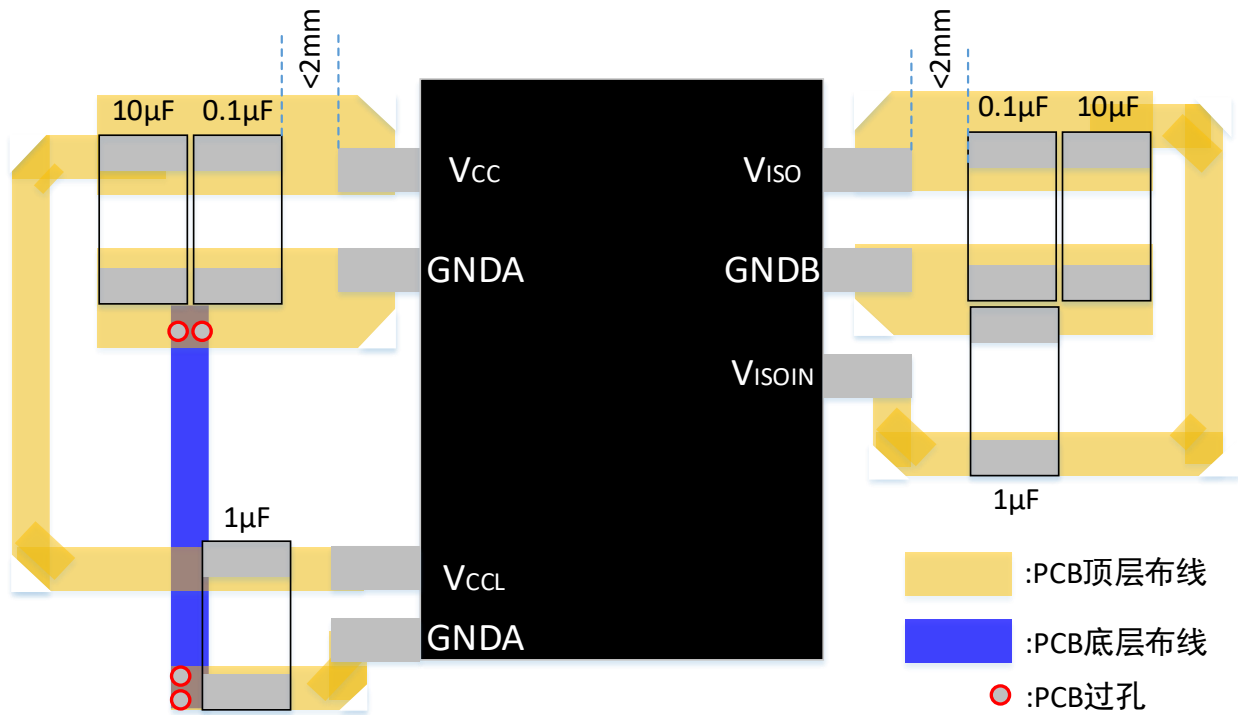 <2mm
<2mm
10µF
0.1µF
0.1µF
10µF
VCC
VISO
GNDA
GNDB
VISOIN
1µF
1µF
VCCL
GNDA
:PCB顶层布线
:PCB底层布线
:PCB过孔